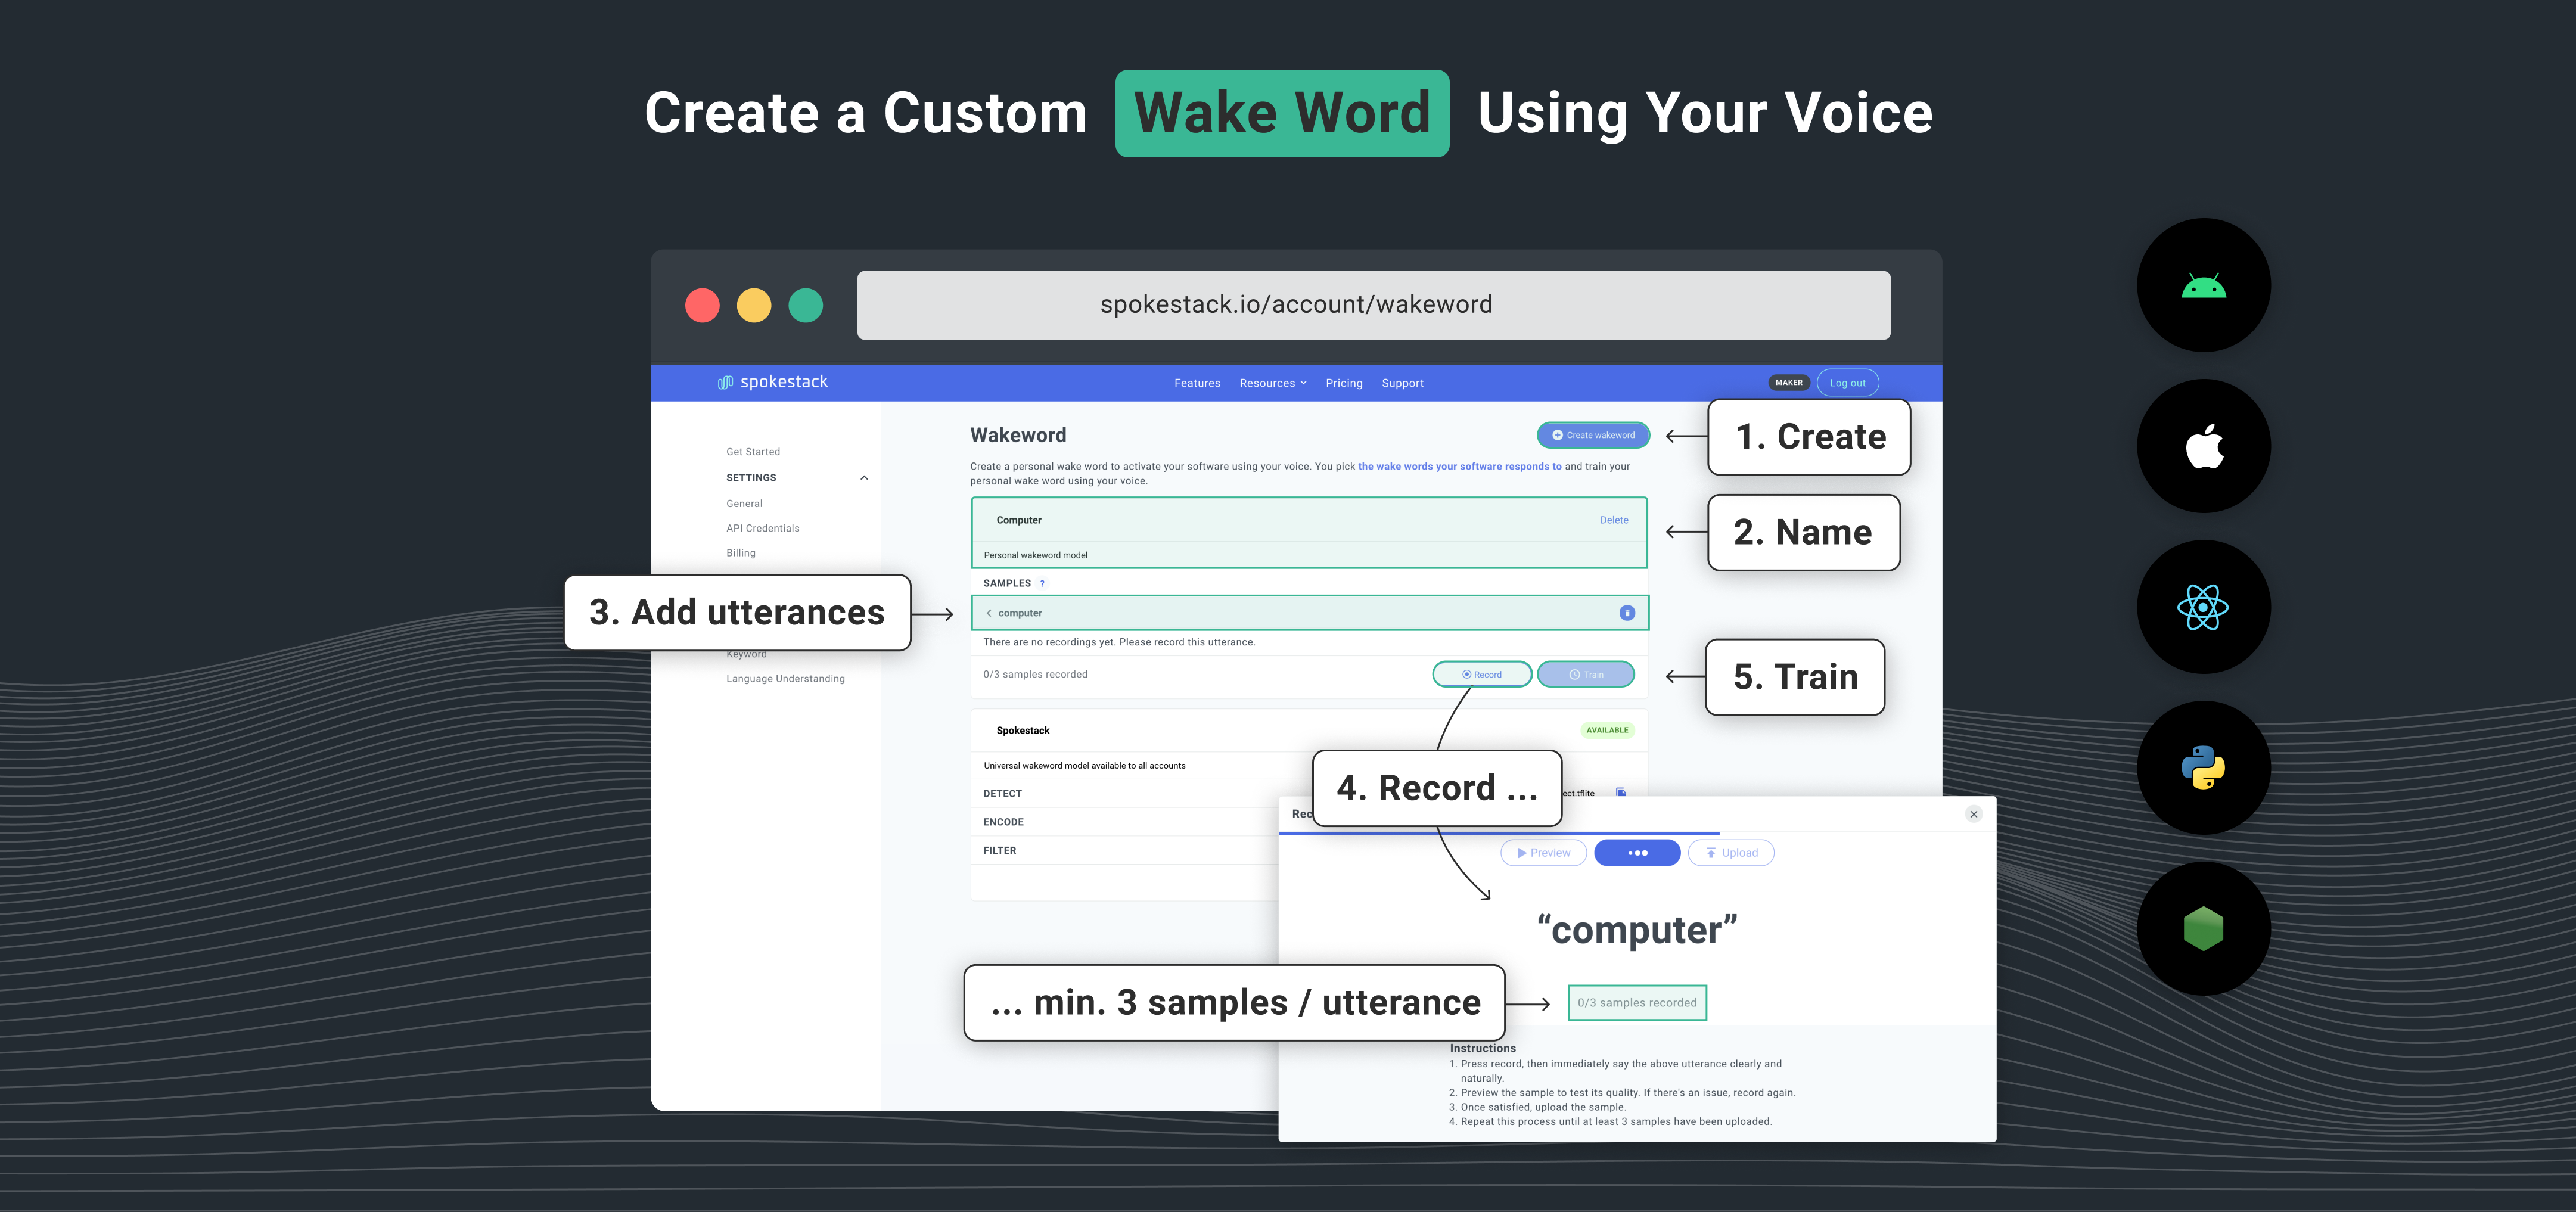 Create a Custom Wake Word Using Your Voice
spokestack.io/account/wakeword
spokestack
Features Resources Pricing Support
MAKER Log out
Get Started
SETTINGS
General
API Credentials
Billing
Keyword
Language Understanding
Wakeword
Create wakeword
Create a personal wake word to activate your software using your voice. You pick the wake words your software responds to and train your
personal wake word using your voice.
1. Create
Computer Delete
Personal wakeword model
2. Name
SAMPLES ?
3. Add utterances
computer
There are no recordings yet. Please record this utterance.
0/3 samples recorded
Record Train
5. Train
Spokestack AVAILABLE
Universal wakeword model available to all accounts
DETECT
ect.tflite
ENCODE
FILTER
4. Record ...
Rec
Preview Upload
“computer”
... min. 3 samples / utterance
0/3 samples recorded
Instructions
1. Press record, then immediately say the above utterance clearly and
naturally.
2. Preview the sample to test its quality. If there's an issue, record again.
3. Once satisfied, upload the sample.
4. Repeat this process until at least 3 samples have been uploaded.